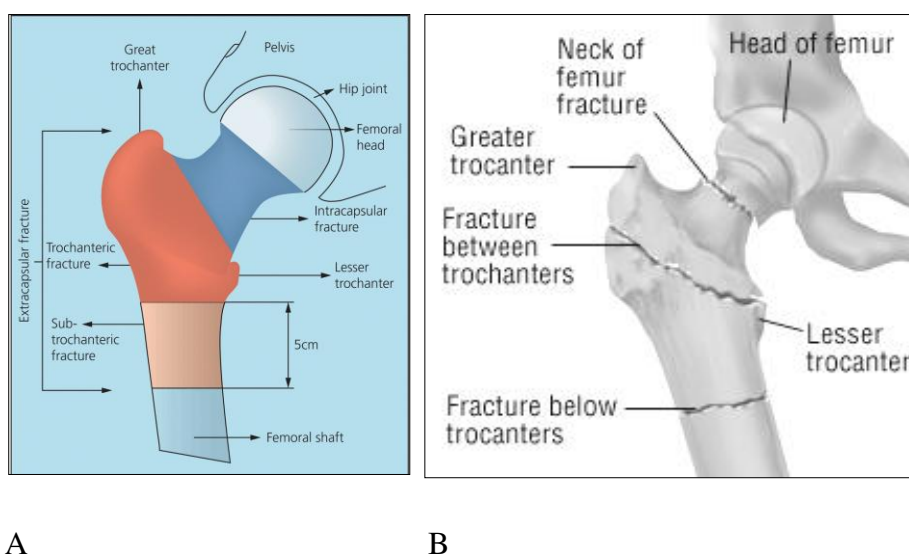 Great
trochanter
Pelvis
Hip joint
Femoral
head
Extracapsular fracture
Intracapsular
fracture
Trochanteric
fracture
Lesser
trochanter
Sub-
trochanteric
fracture
5cm
Femoral shaft
Neck of
femur
fracture
Head of femur
Greater
trocanter
Fracture
between
trochanters
Lesser
trocanter
Fracture below
trocanters
A
B